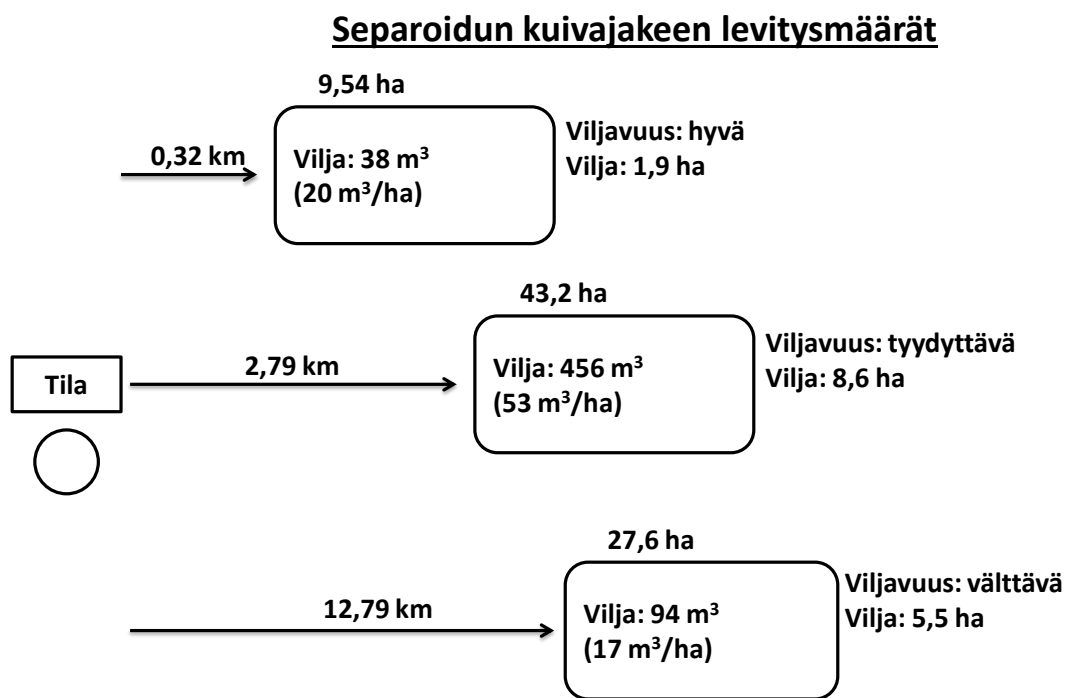 Separoidun kuivajakeen levitysmäärät
9,54 ha
0,32 km
Vilja: 38 m³
(20 m³/ha)
Viljavuus: hyvä
Vilja: 1,9 ha
43,2 ha
Tila
2,79 km
Vilja: 456 m³
(53 m³/ha)
Viljavuus: tyydyttävä
Vilja: 8,6 ha
27,6 ha
12,79 km
Vilja: 94 m³
(17 m³/ha)
Viljavuus: välttävä
Vilja: 5,5 ha